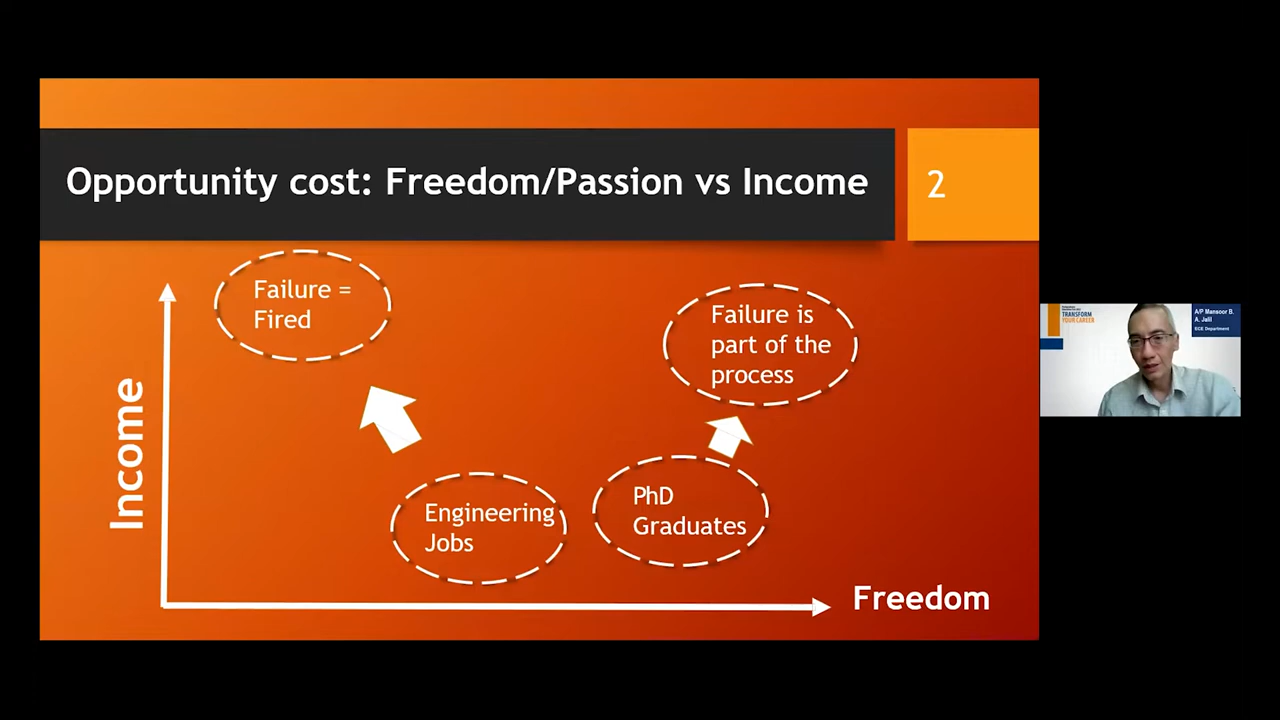 Opportunity cost: Freedom/Passion vs Income
2
Failure =
Fired
Failure is
part of the
process
Income
Engineering
Jobs
PhD
Graduates
Freedom
TRANSFORM
YOUR CAREER
A/P Mansoor B.
A. Jalil
ECE Department